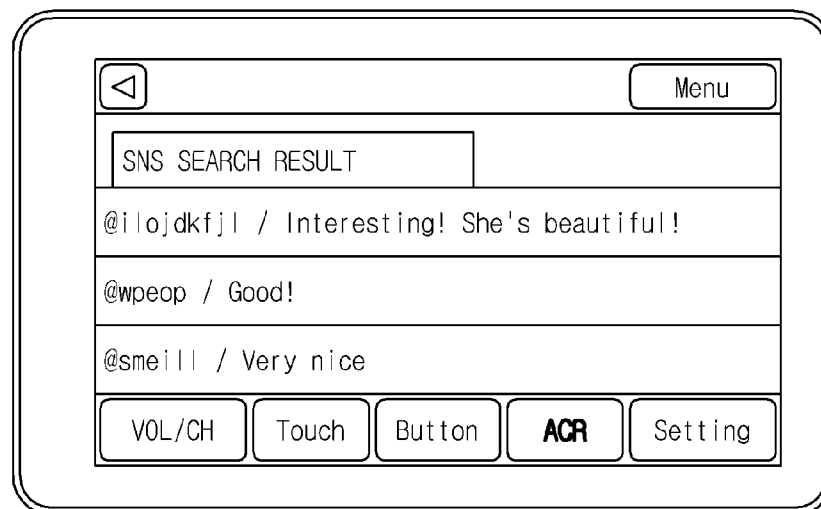 Menu
SNS SEARCH RESULT
@ilojdkfjl / Interesting! She's beautiful!
@wpeop / Good!
@smeill / Very nice
VOL/CH Touch Button ACR Setting